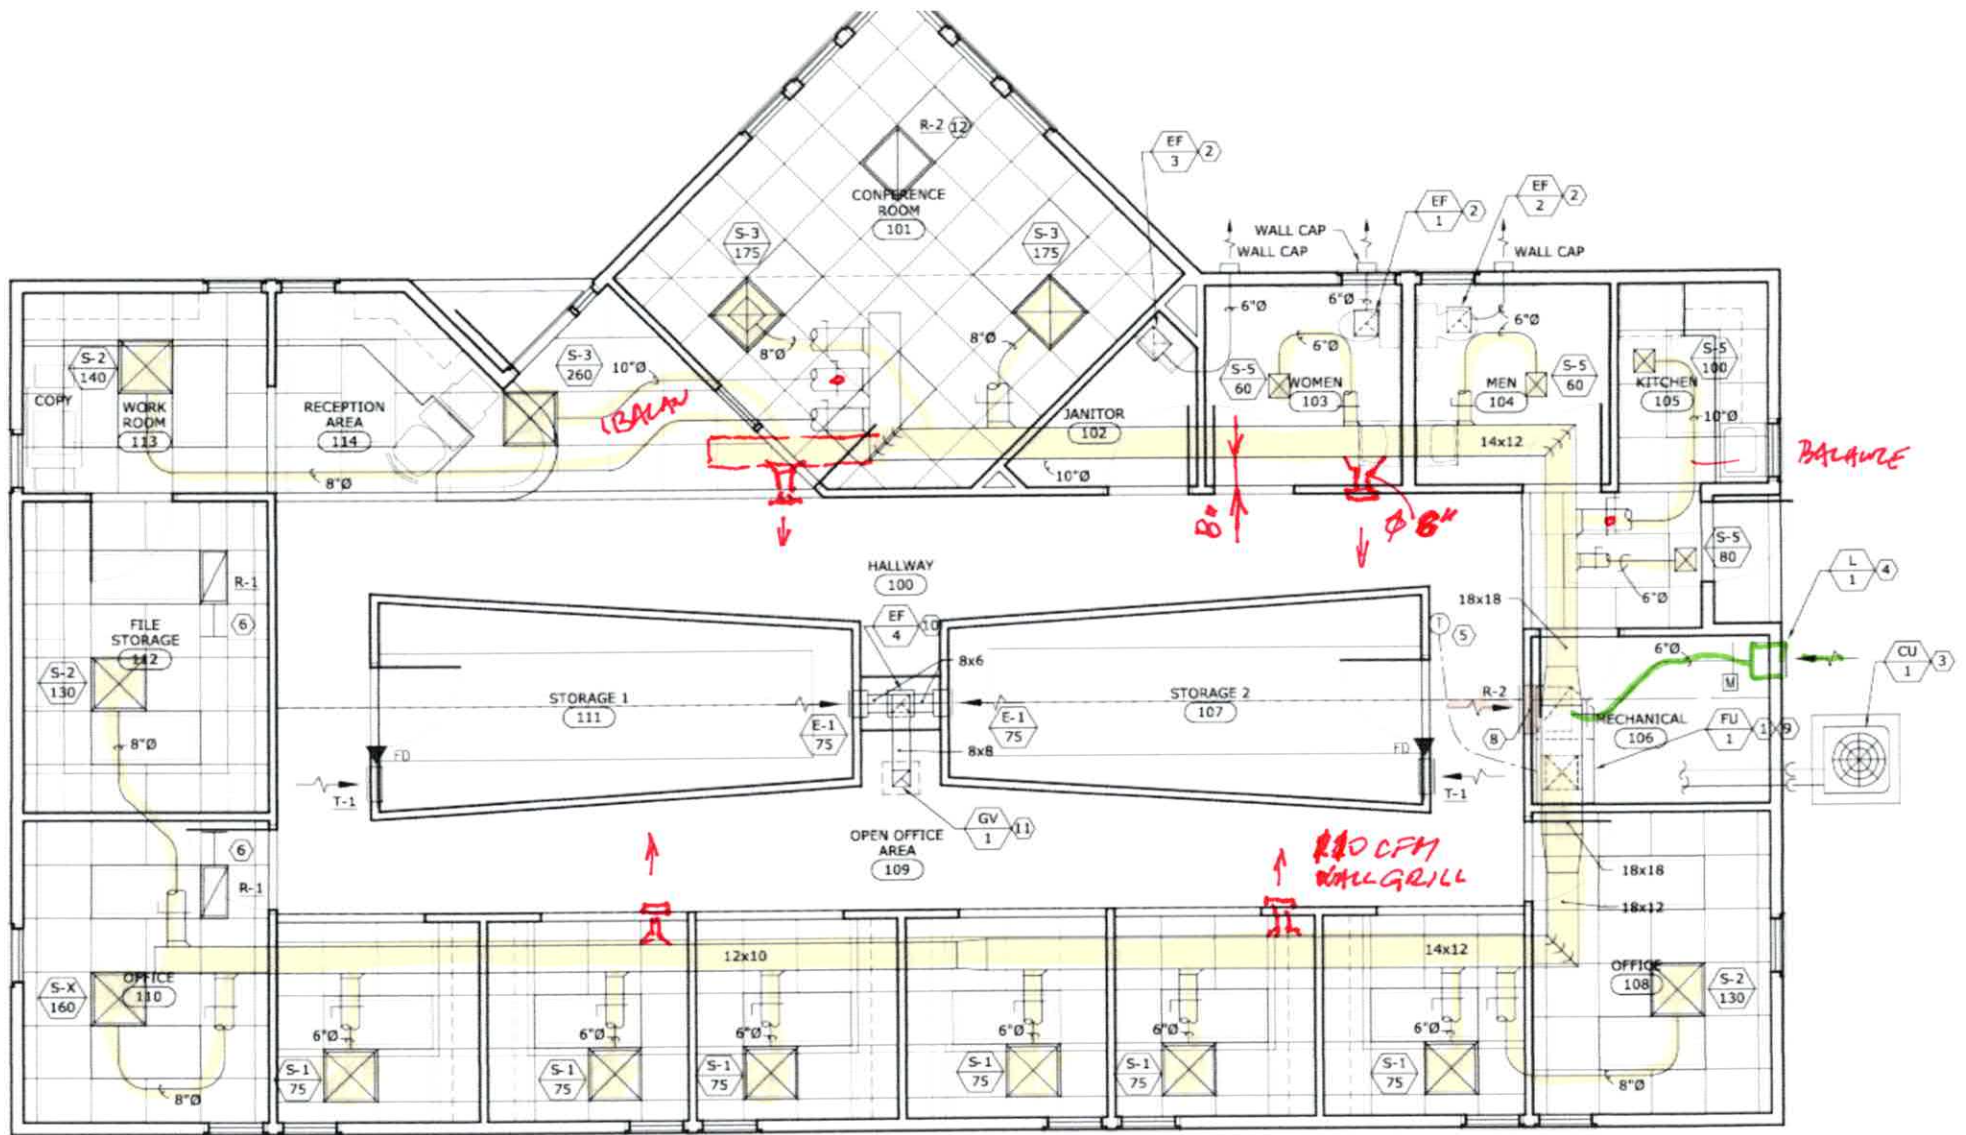 R-2 12
EF
3
2
CONFERENCE
ROOM
101
EF
1
2
EF
2
2
S-3
175
S-3
175
WALL CAP
WALL CAP
WALL CAP
6"Ø
6"Ø
6"Ø
8"Ø
8"Ø
6"Ø
S-2
140
S-3
260
10"Ø
S-5
60
S-5
60
S-5
100
COPY
WORK
ROOM
113
RECEPTION
AREA
114
JANITOR
102
WOMEN
103
MEN
104
KITCHEN
105
10"Ø
14x12
8"Ø
10"Ø
BALANCE
8"
Ø 8"
S-5
80
HALLWAY
100
L
1
4
R-1
6
FILE
STORAGE
112
EF
4
10
18x18
6"Ø
T
5
6"Ø
CU
1
3
S-2
130
8x6
STORAGE 1
111
STORAGE 2
107
R-2
M
E-1
75
E-1
75
MECHANICAL
106
FU
1
1
9
8"Ø
FD
8x8
FD
8
T-1
T-1
GV
1
11
OPEN OFFICE
AREA
109
6
R-1
CFM
WALL GRILL
18x18
18x12
12x10
14x12
S-X
160
OFFICE
110
OFFICE
108
S-2
130
6"Ø
6"Ø
6"Ø
6"Ø
6"Ø
6"Ø
S-1
75
S-1
75
S-1
75
S-1
75
S-1
75
S-1
75
8"Ø
8"Ø